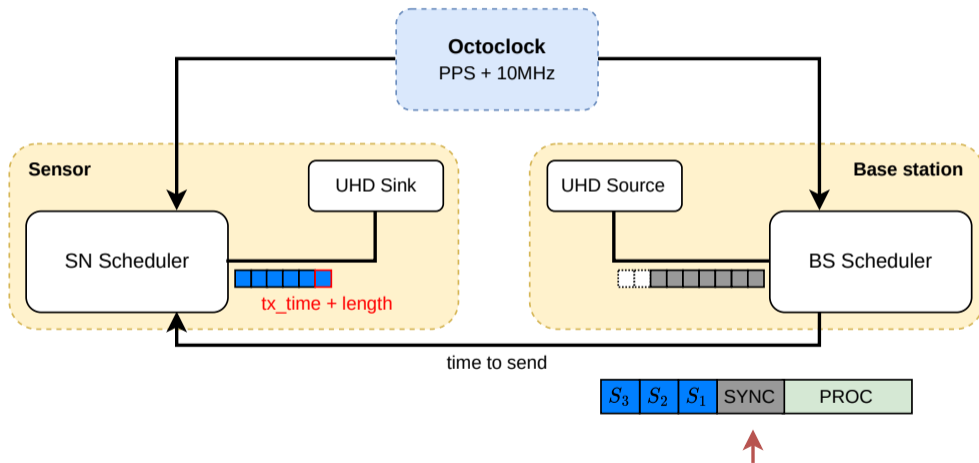 Octoclock
PPS + 10MHz
Sensor
UHD Sink
SN Scheduler
tx_time + length
UHD Source
Base station
BS Scheduler
time to send
S3 S2 S1 SYNC PROC